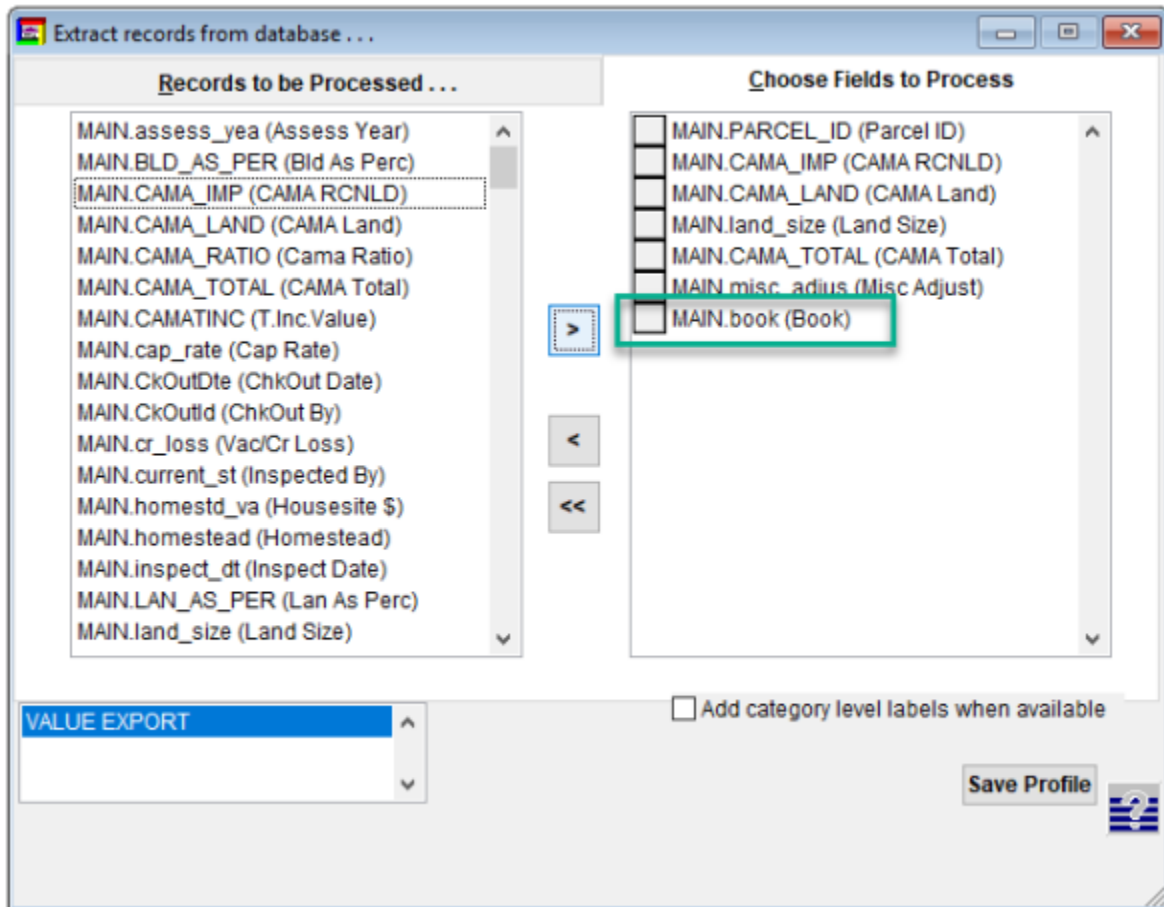 Extract records from database . . .
Records to be Processed . . .
Choose Fields to Process
MAIN.assess_yea (Assess Year)
MAIN.BLD_AS_PER (Bld As Perc)
MAIN.CAMA_IMP (CAMA RCNLD)
MAIN.CAMA_LAND (CAMA Land)
MAIN.CAMA_RATIO (Cama Ratio)
MAIN.CAMA_TOTAL (CAMA Total)
MAIN.CAMATINC (T.Inc.Value)
MAIN.cap_rate (Cap Rate)
MAIN.CkOutDte (ChkOut Date)
MAIN.CkOutId (ChkOut By)
MAIN.cr_loss (Vac/Cr Loss)
MAIN.current_st (Inspected By)
MAIN.homestd_va (Housesite $)
MAIN.homestead (Homestead)
MAIN.inspect_dt (Inspect Date)
MAIN.LAN_AS_PER (Lan As Perc)
MAIN.land_size (Land Size)
>
<
<<
MAIN.PARCEL_ID (Parcel ID)
MAIN.CAMA_IMP (CAMA RCNLD)
MAIN.CAMA_LAND (CAMA Land)
MAIN.land_size (Land Size)
MAIN.CAMA_TOTAL (CAMA Total)
MAIN.misc_adjus (Misc Adjust)
MAIN.book (Book)
VALUE EXPORT
Add category level labels when available
Save Profile
?